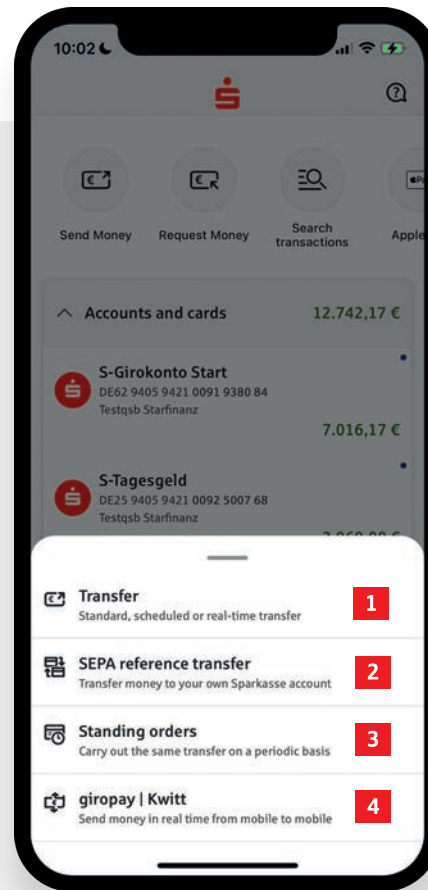 10:02
Send Money
Request Money
Search
transactions
Apple
Accounts and cards 12.742,17 €
S-Girokonto Start
DE62 9405 9421 0091 9380 84
Testqsb Starfinanz
7.016,17 €
S-Tagesgeld
DE25 9405 9421 0092 5007 68
Testqsb Starfinanz
Transfer
Standard, scheduled or real-time transfer
1
SEPA reference transfer
Transfer money to your own Sparkasse account
2
Standing orders
Carry out the same transfer on a periodic basis
3
giropay | Kwitt
Send money in real time from mobile to mobile
4